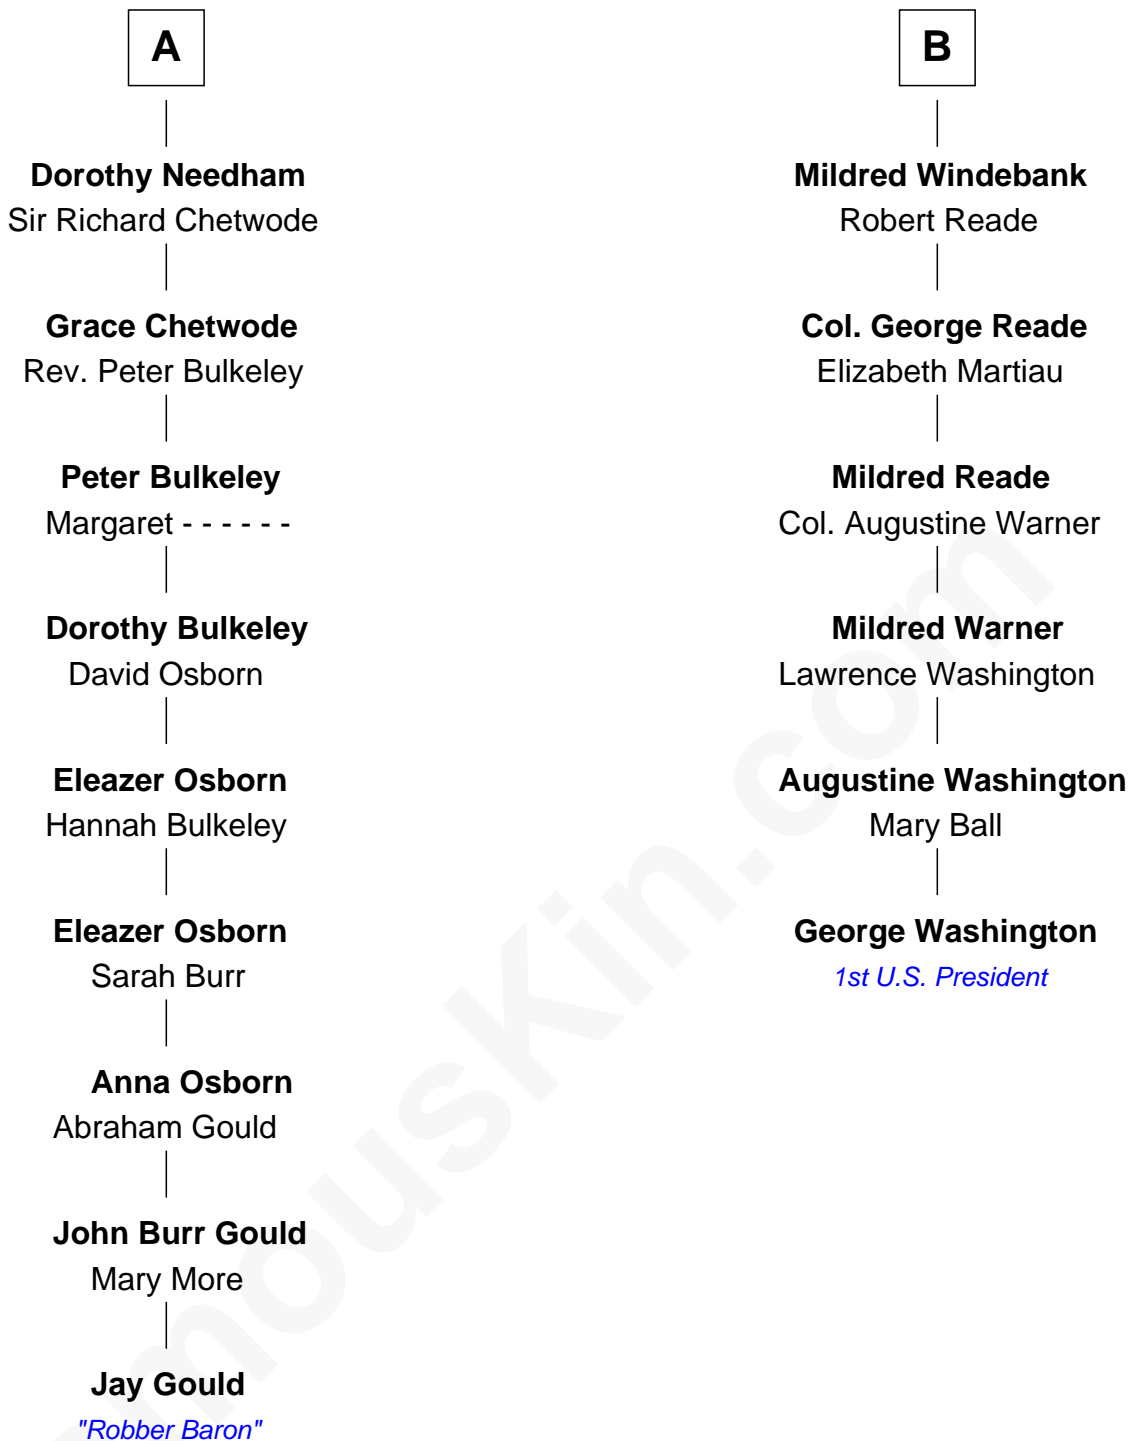 A
Dorothy Needham
Sir Richard Chetwode
Grace Chetwode
Rev. Peter Bulkeley
Peter Bulkeley
Margaret - - - - - -
Dorothy Bulkeley
David Osborn
Eleazer Osborn
Hannah Bulkeley
Eleazer Osborn
Sarah Burr
Anna Osborn
Abraham Gould
John Burr Gould
Mary More
Jay Gould
"Robber Baron"
B
Mildred Windebank
Robert Reade
Col. George Reade
Elizabeth Martiau
Mildred Reade
Col. Augustine Warner
Mildred Warner
Lawrence Washington
Augustine Washington
Mary Ball
George Washington
1st U.S. President
mousKin.com